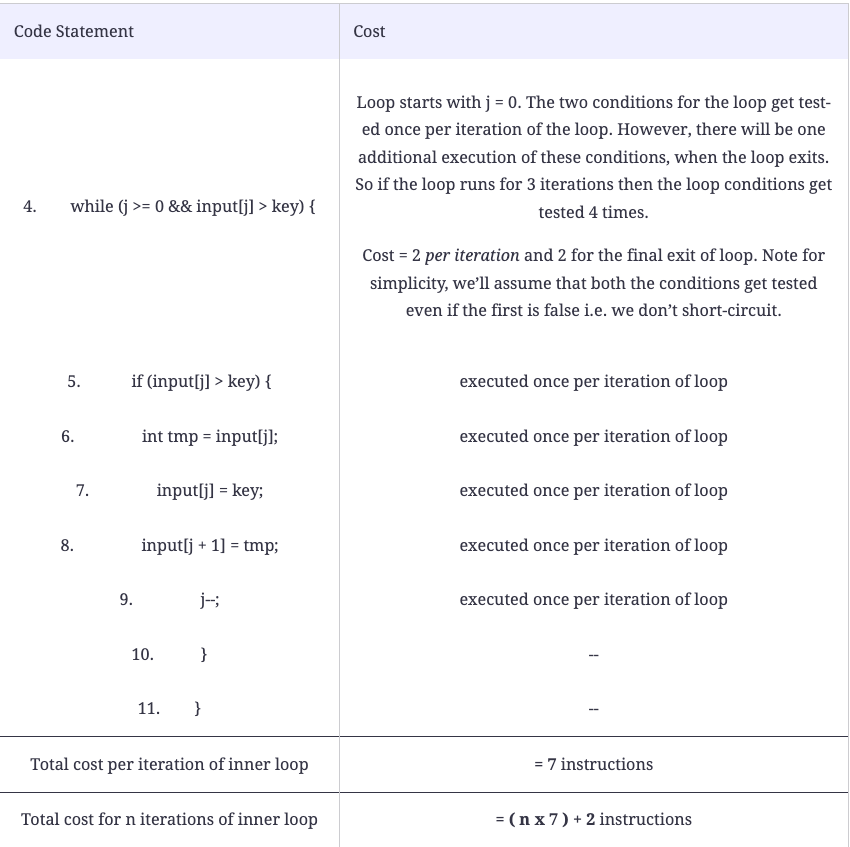 Code Statement Cost
Loop starts with j = 0. The two conditions for the loop get test-
ed once per iteration of the loop. However, there will be one
additional execution of these conditions, when the loop exits.
So if the loop runs for 3 iterations then the loop conditions get
4. while (j >= 0 && input[j] > key) {
tested 4 times.
Cost = 2 per iteration and 2 for the final exit of loop. Note for
simplicity, we’ll assume that both the conditions get tested
even if the first is false i.e. we don’t short-circuit.
5. if (input[j] > key) { executed once per iteration of loop
6. int tmp = input[j]; executed once per iteration of loop
7. input[j] = key; executed once per iteration of loop
8. input[j + 1] = tmp; executed once per iteration of loop
9. j--; executed once per iteration of loop
10. } --
11. } --
Total cost per iteration of inner loop = 7 instructions
Total cost for n iterations of inner loop = ( n x 7 ) + 2 instructions